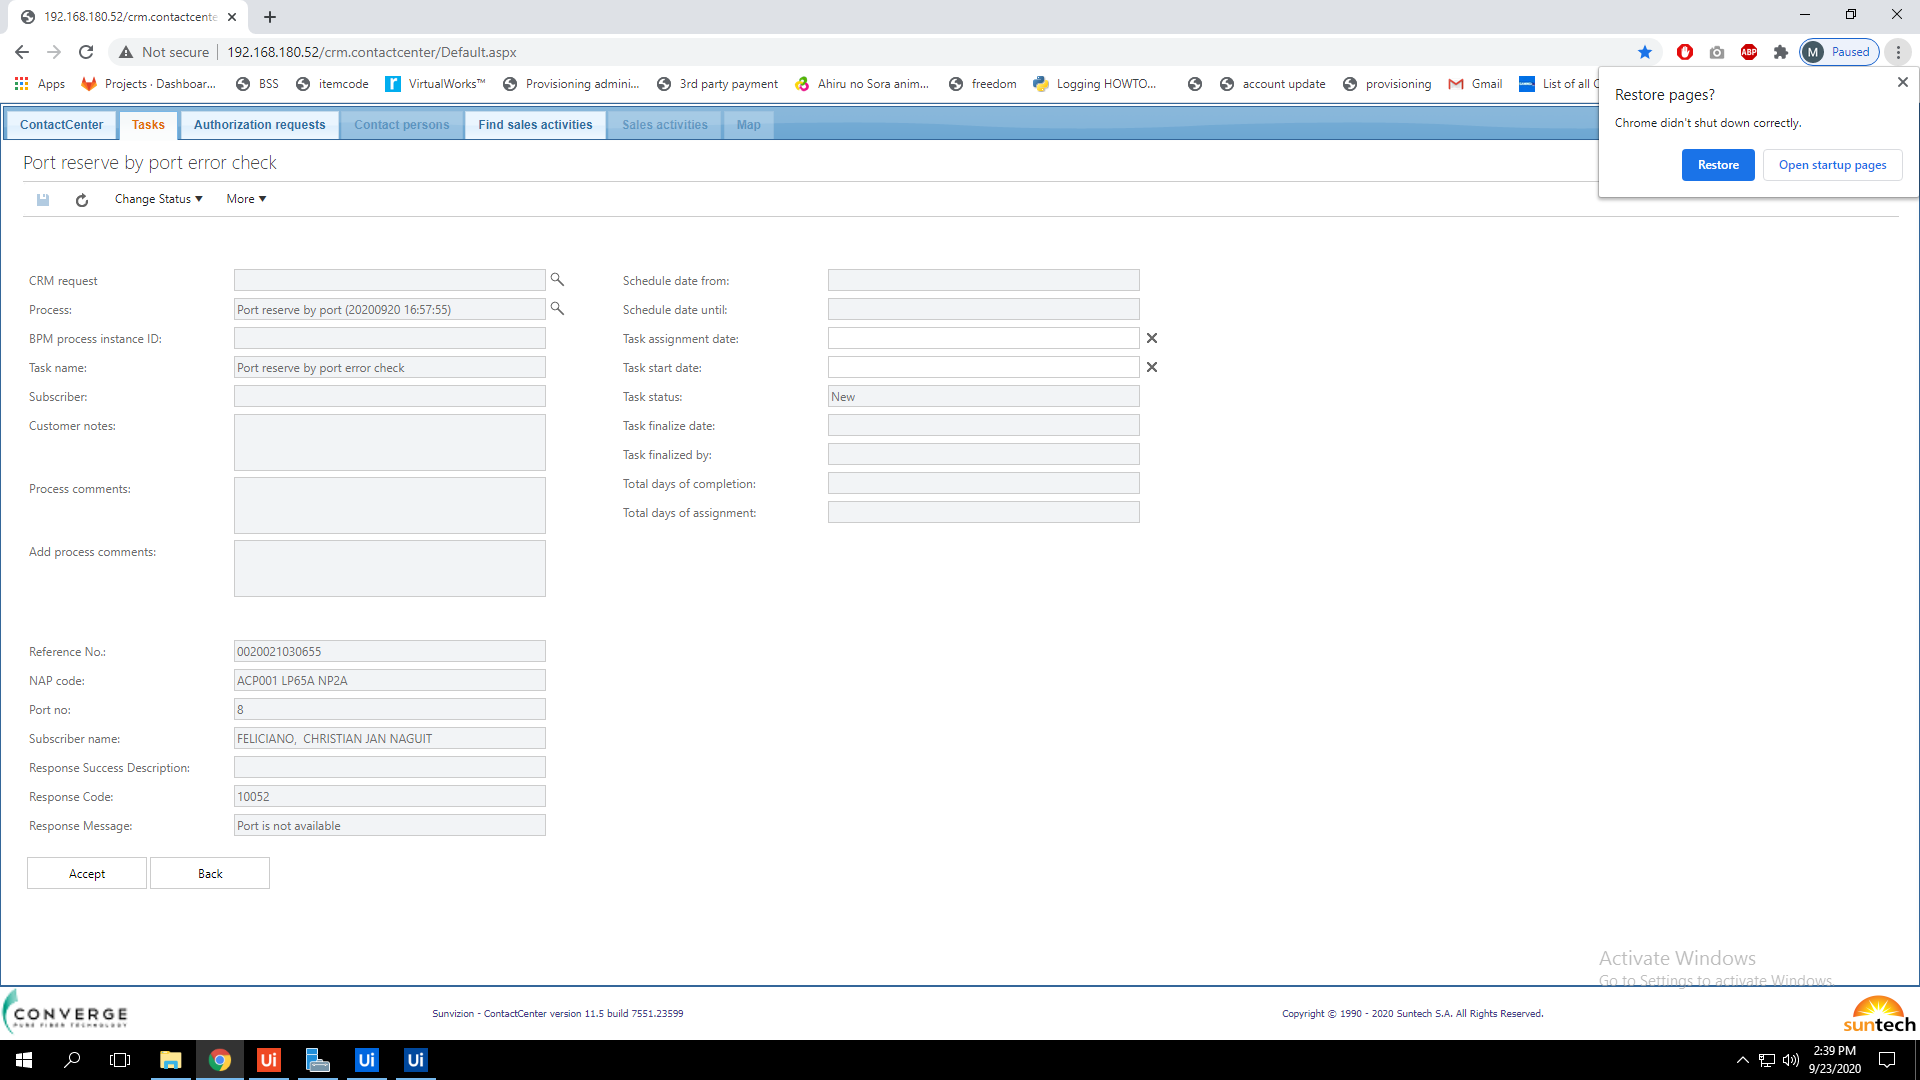 192.168.180.52/crm.contactcente
Not secure 192.168.180.52/crm.contactcenter/Default.aspx
ABP M Paused
Apps Projects · Dashboar... BSS itemcode VirtualWorks™ Provisioning admini... 3rd party payment Ahiru no Sora anim... freedom Logging HOWTO... account update provisioning Gmail List of all C
Restore pages?
Chrome didn't shut down correctly.
Restore Open startup pages
ContactCenter Tasks Authorization requests Contact persons Find sales activities Sales activities Map
Port reserve by port error check
Change Status More
CRM request
Process: Port reserve by port (20200920 16:57:55)
BPM process instance ID:
Task name: Port reserve by port error check
Subscriber:
Customer notes:
Process comments:
Add process comments:
Schedule date from:
Schedule date until:
Task assignment date:
Task start date:
Task status: New
Task finalize date:
Task finalized by:
Total days of completion:
Total days of assignment:
Reference No.: 0020021030655
NAP code: ACP001 LP65A NP2A
Port no: 8
Subscriber name: FELICIANO,  CHRISTIAN JAN NAGUIT
Response Success Description:
Response Code: 10052
Response Message: Port is not available
Accept Back
Activate Windows
Go to Settings to activate Windows.
CONVERGE
PURE FIBER TECHNOLOGY
Sunvizion - ContactCenter version 11.5 build 7551.23599
Copyright © 1990 - 2020 Suntech S.A. All Rights Reserved.
suntech
Ui Ui Ui
2:39 PM
9/23/2020